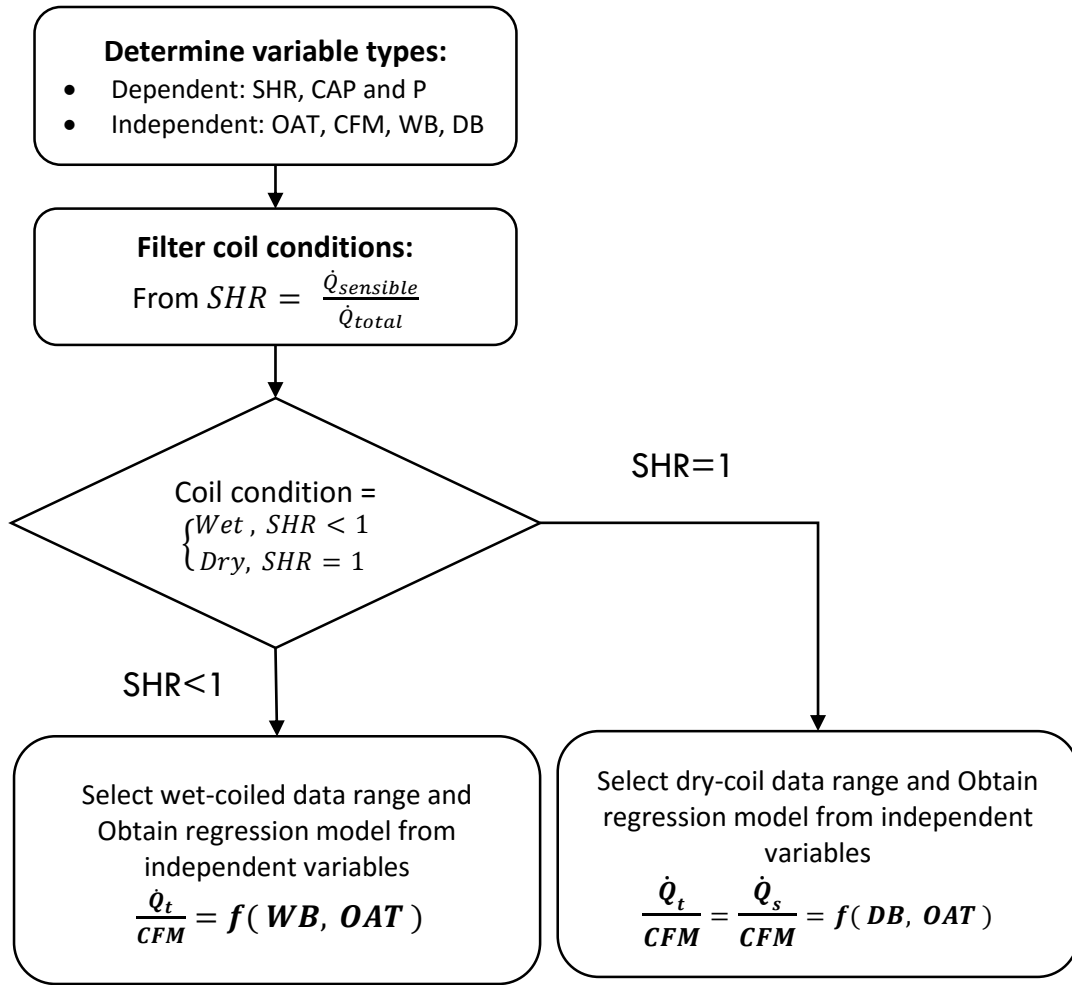 Determine variable types:
• Dependent: SHR, CAP and P
• Independent: OAT, CFM, WB, DB
Filter coil conditions:
From SHR = Q̇sensible / Q̇total
Coil condition =
{Wet , SHR < 1
Dry, SHR = 1
SHR=1
SHR<1
Select wet-coiled data range and
Obtain regression model from
independent variables
Q̇t / CFM = f( WB, OAT )
Select dry-coil data range and Obtain
regression model from independent
variables
Q̇t / CFM = Q̇s / CFM = f( DB, OAT )